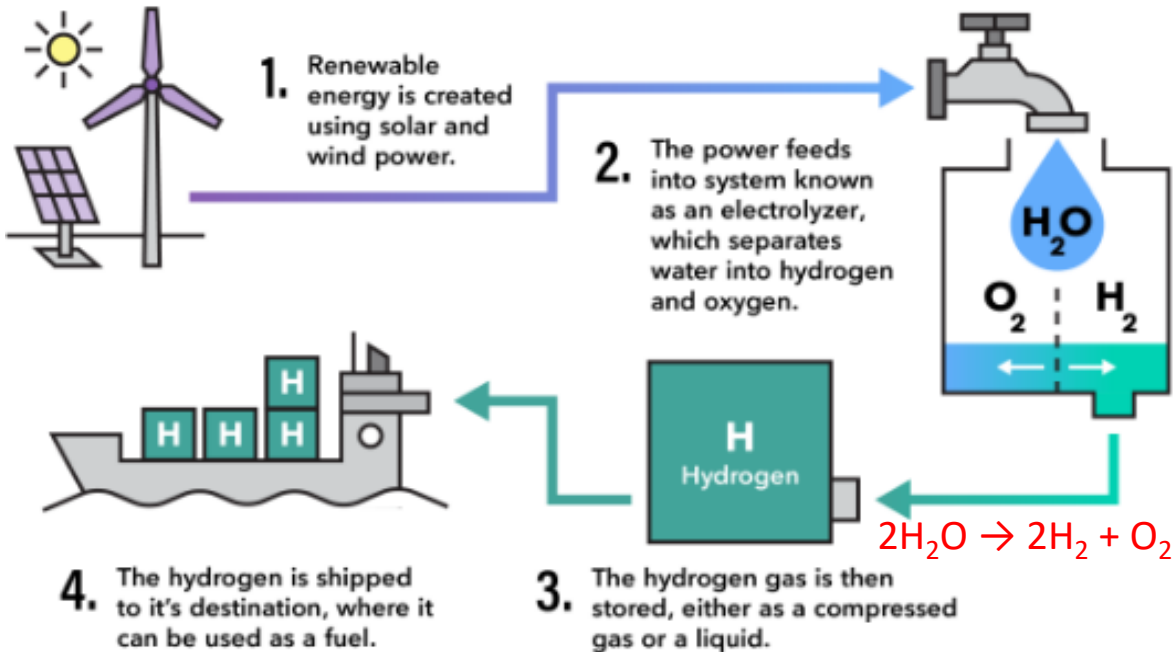 1. Renewable
energy is created
using solar and
wind power.
2. The power feeds
into system known
as an electrolyzer,
which separates
water into hydrogen
and oxygen.
H₂O
O₂ H₂
H
Hydrogen
2H₂O → 2H₂ + O₂
3. The hydrogen gas is then
stored, either as a compressed
gas or a liquid.
H
H H H
4. The hydrogen is shipped
to it's destination, where it
can be used as a fuel.